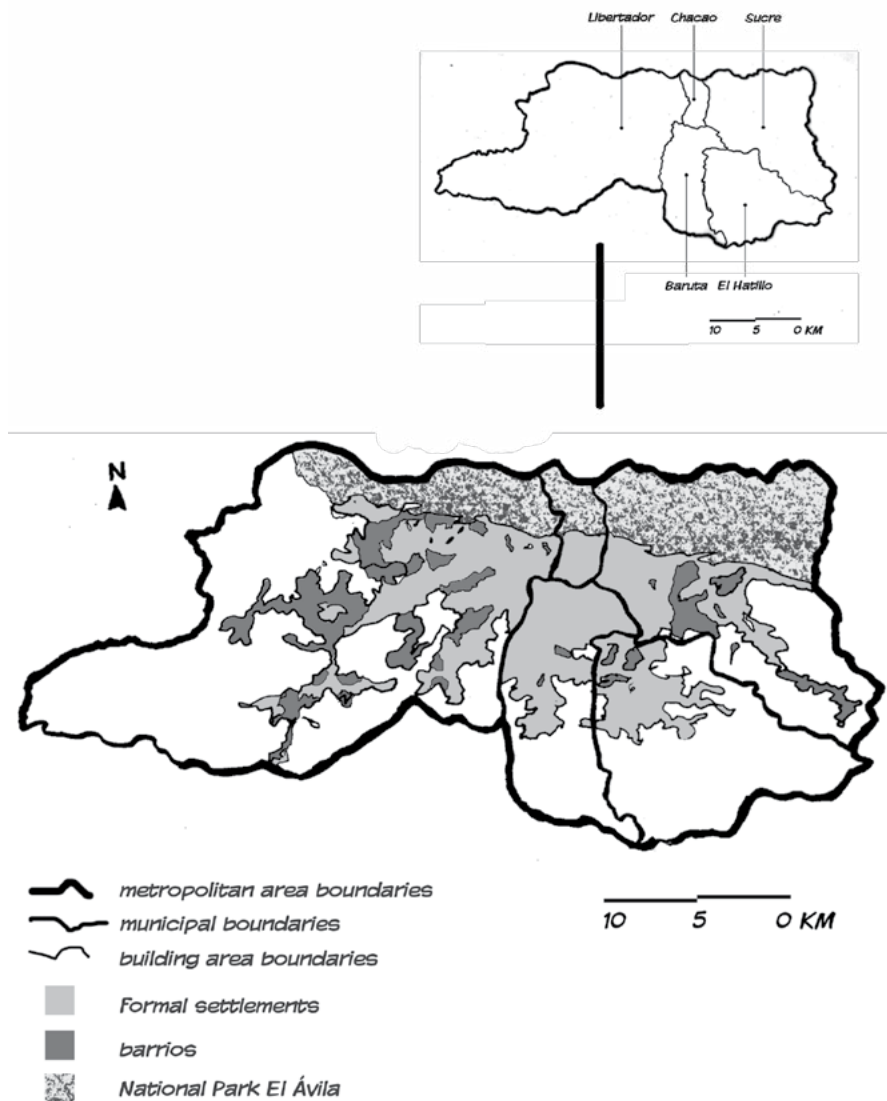 Libertador Chacao Sucre
Baruta El Hatillo
10 5 0 KM
N
metropolitan area boundaries
municipal boundaries
10 5 0 KM
building area boundaries
Formal settlements
barrios
National Park El Ávila